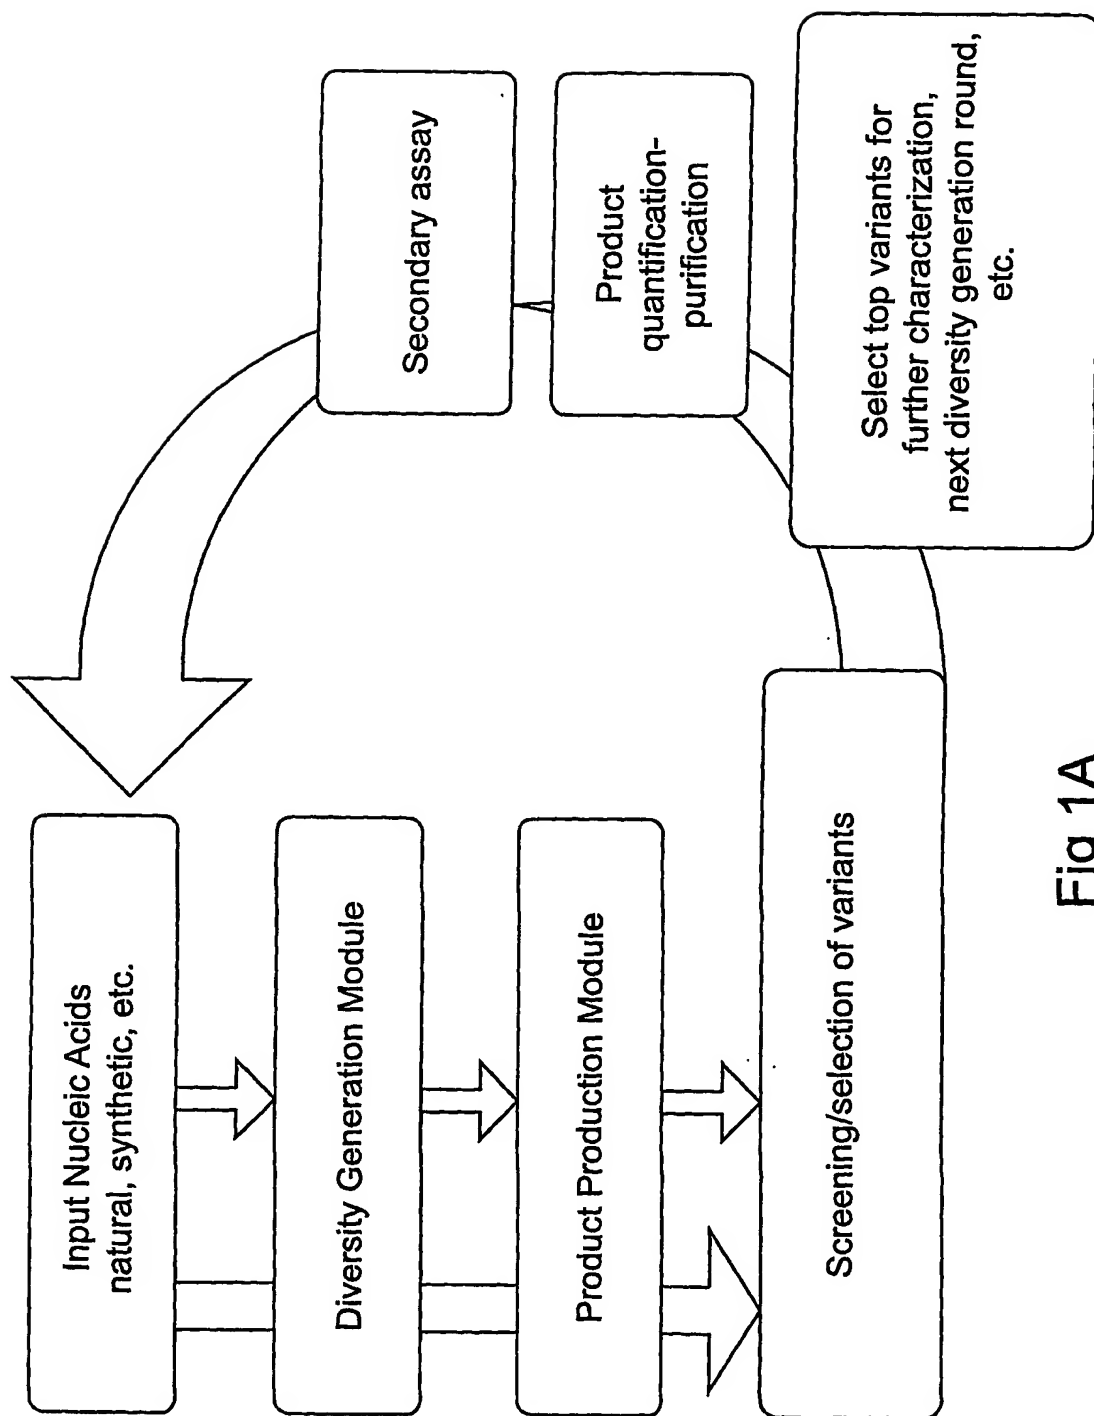 Input Nucleic Acids
natural, synthetic, etc.
Diversity Generation Module
Product Production Module
Screening/selection of variants
Secondary assay
Product
quantification-
purification
Select top variants for
further characterization,
next diversity generation round,
etc.
Fig 1A